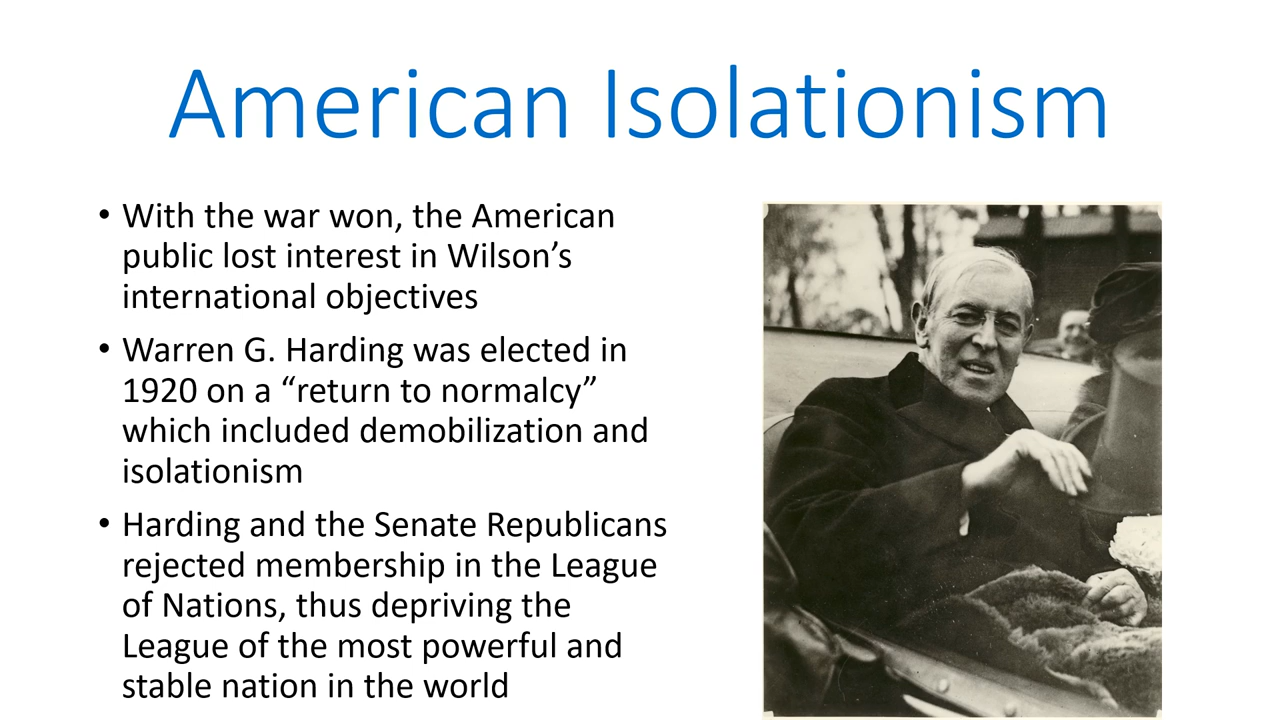 American Isolationism
• With the war won, the American
public lost interest in Wilson’s
international objectives
• Warren G. Harding was elected in
1920 on a “return to normalcy”
which included demobilization and
isolationism
• Harding and the Senate Republicans
rejected membership in the League
of Nations, thus depriving the
League of the most powerful and
stable nation in the world